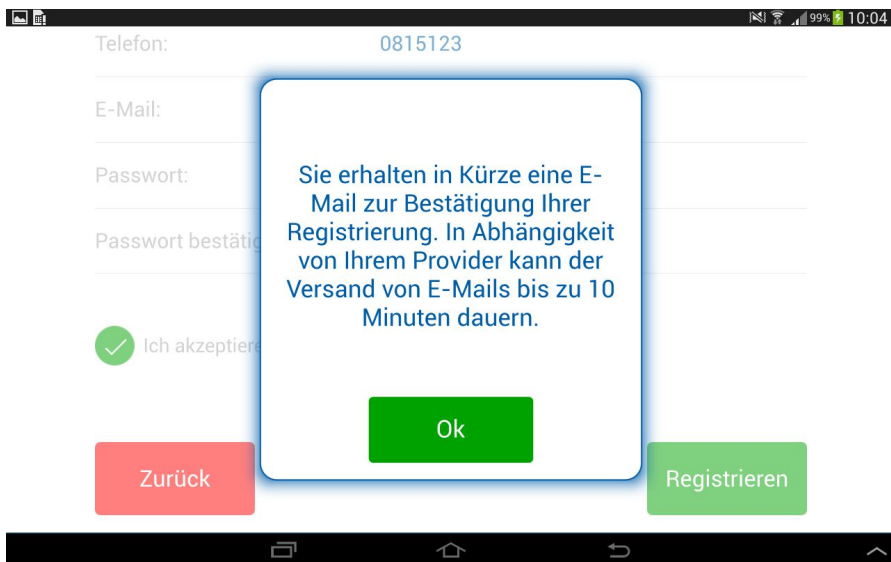 99% 10:04
Telefon: 0815123
E-Mail:
Passwort:
Passwort bestätig
Sie erhalten in Kürze eine E-
Mail zur Bestätigung Ihrer
Registrierung. In Abhängigkeit
von Ihrem Provider kann der
Versand von E-Mails bis zu 10
Minuten dauern.
Ich akzeptiere
Ok
Zurück
Registrieren